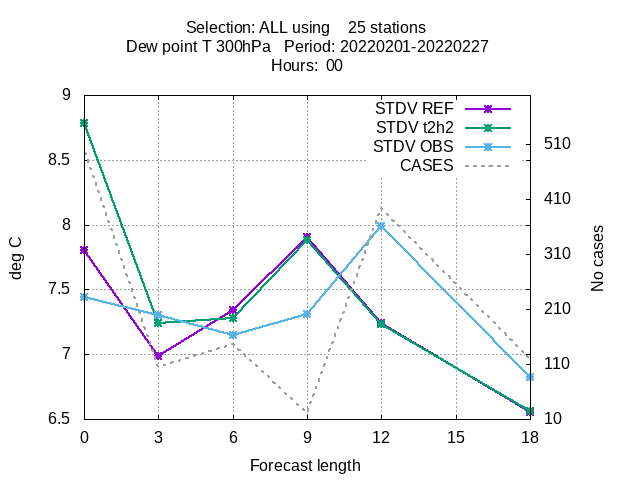 Selection: ALL using    25 stations
Dew point T 300hPa   Period: 20220201-20220227
Hours:  00
STDV REF
STDV t2h2
STDV OBS
CASES
9
8.5
8
7.5
7
6.5
deg C
510
410
310
210
110
10
No cases
0 3 6 9 12 15 18
Forecast length